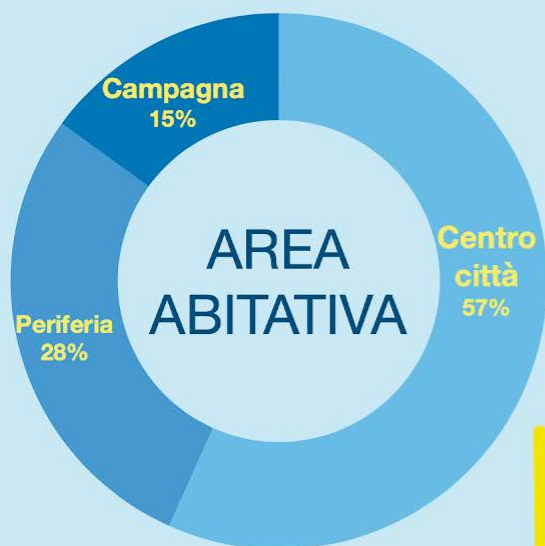 Campagna
15%
AREA
ABITATIVA
Centro
città
57%
Periferia
28%